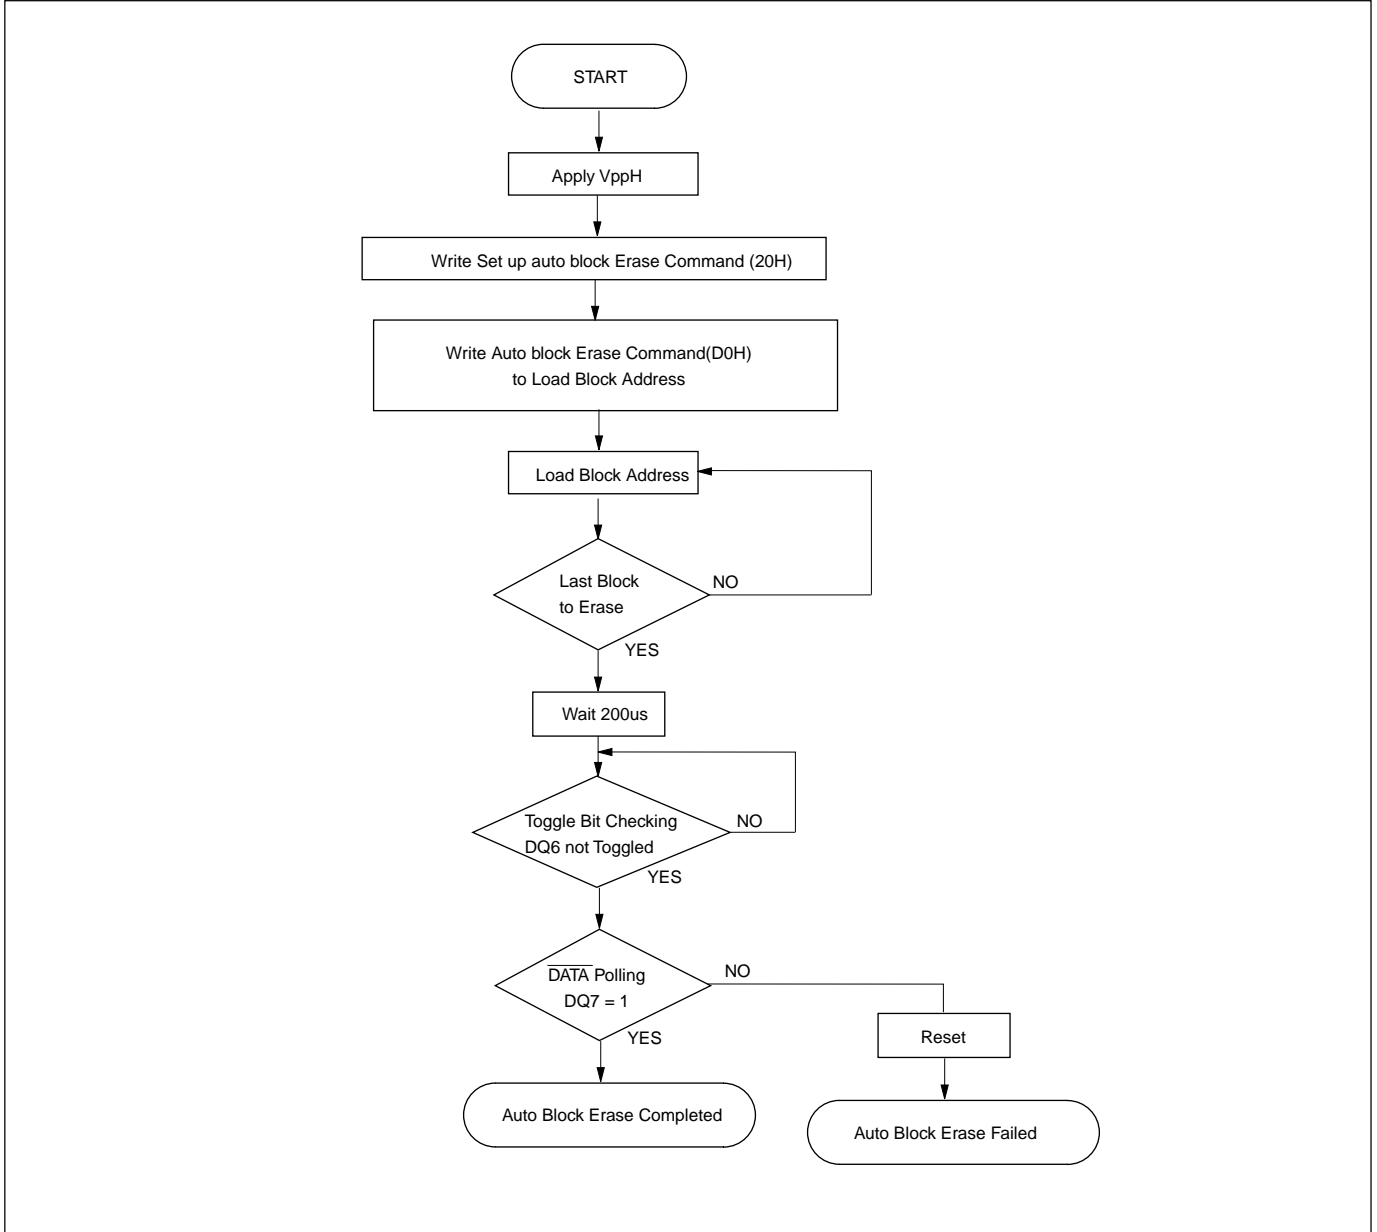 START
Apply VppH
Write Set up auto block Erase Command (20H)
Write Auto block Erase Command(D0H)
to Load Block Address
Load Block Address
Last Block
to Erase
NO
YES
Wait 200us
Toggle Bit Checking
DQ6 not Toggled
NO
YES
DATA Polling
DQ7 = 1
NO
YES
Reset
Auto Block Erase Completed
Auto Block Erase Failed